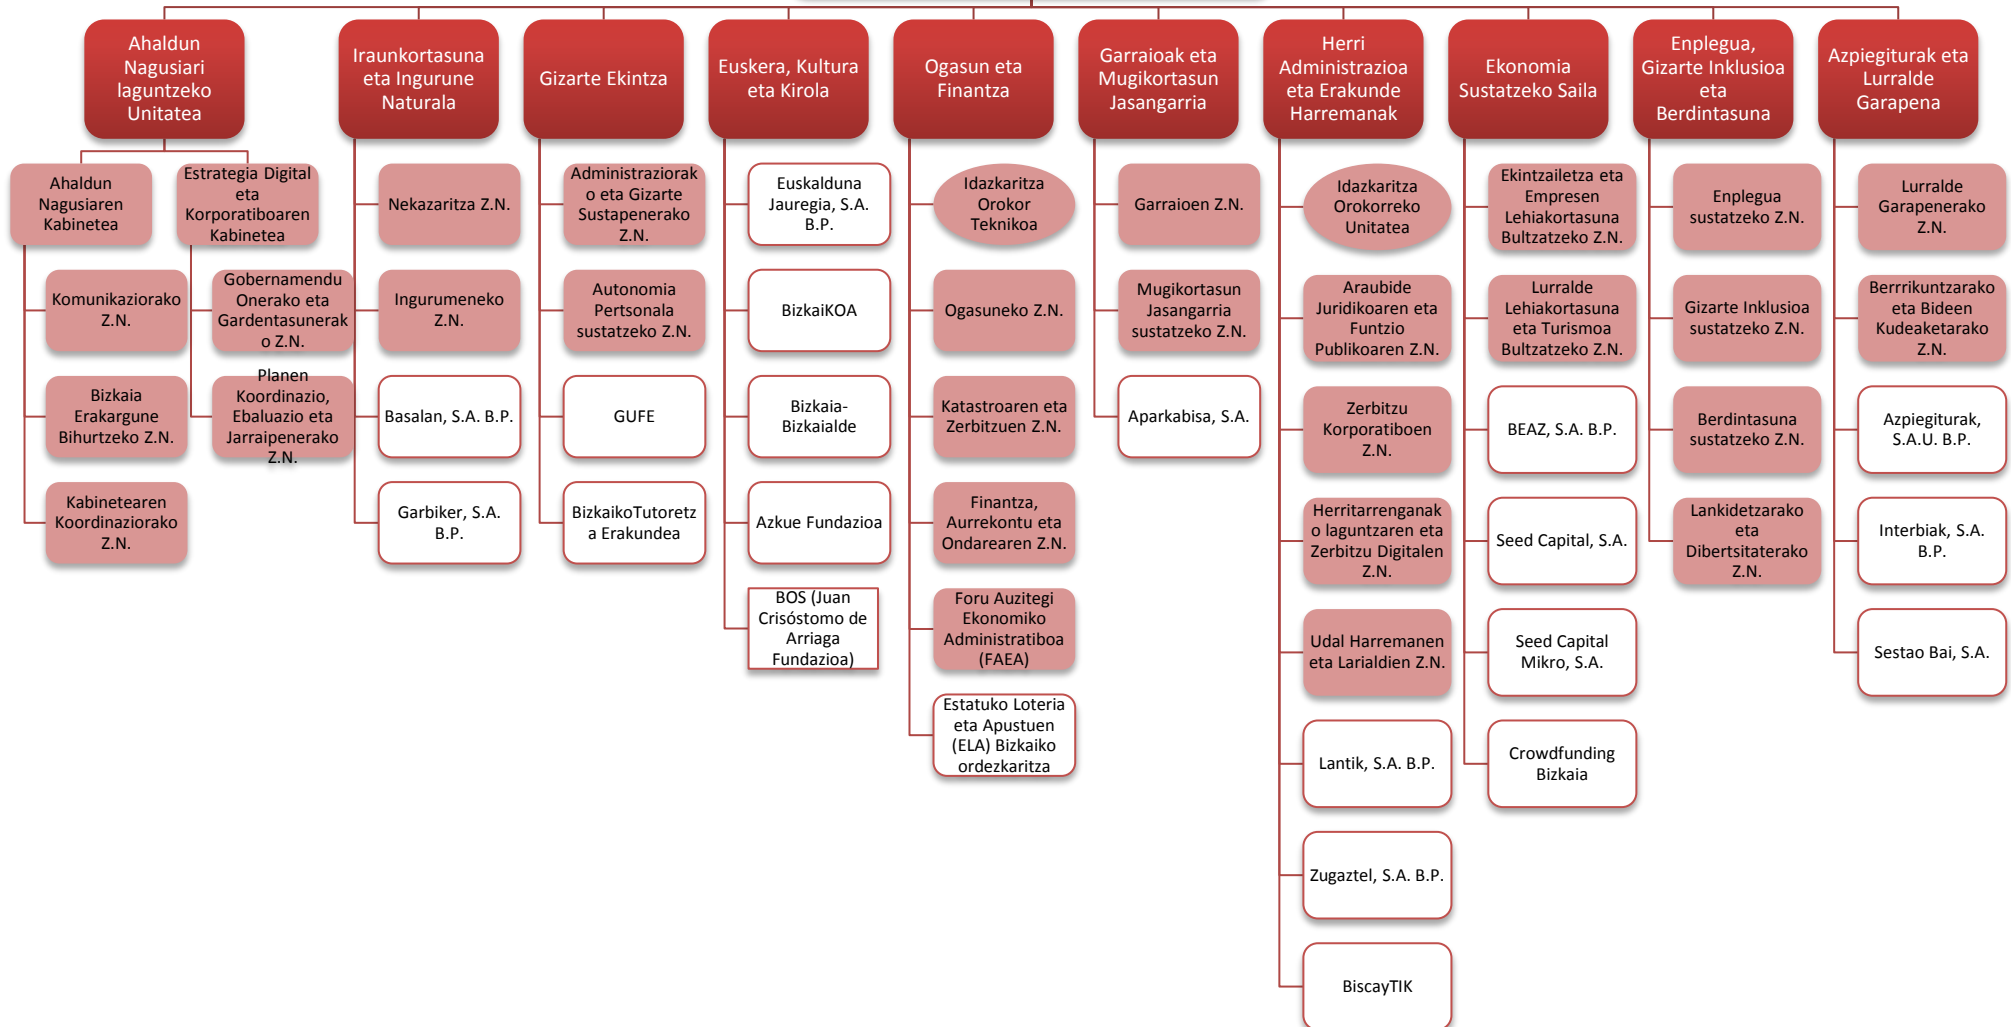 Ahaldun
Nagusiari
laguntzeko
Unitatea
Ahaldun
Nagusiaren
Kabinetea
Komunikaziorako
Z.N.
Bizkaia
Erakargune
Bihurtzeko Z.N.
Kabinetearen
Koordinaziorako
Z.N.
Estrategia Digital
eta
Korporatiboaren
Kabinetea
Gobernamendu
Onerako eta
Gardentasunerak
o Z.N.
Planen
Koordinazio,
Ebaluazio eta
Jarraipenerako
Z.N.
Iraunkortasuna
eta Ingurune
Naturala
Nekazaritza Z.N.
Ingurumeneko
Z.N.
Basalan, S.A. B.P.
Garbiker, S.A.
B.P.
Gizarte Ekintza
Administraziorak
o eta Gizarte
Sustapenerako
Z.N.
Autonomia
Pertsonala
sustatzeko Z.N.
GUFE
BizkaikoTutoretz
a Erakundea
Euskera, Kultura
eta Kirola
Euskalduna
Jauregia, S.A.
B.P.
BizkaiKOA
Bizkaia-
Bizkaialde
Azkue Fundazioa
BOS (Juan
Crisóstomo de
Arriaga
Fundazioa)
Ogasun eta
Finantza
Idazkaritza
Orokor
Teknikoa
Ogasuneko Z.N.
Katastroaren eta
Zerbitzuen Z.N.
Finantza,
Aurrekontu eta
Ondarearen Z.N.
Foru Auzitegi
Ekonomiko
Administratiboa
(FAEA)
Estatuko Loteria
eta Apustuen
(ELA) Bizkaiko
ordezkaritza
Garraioak eta
Mugikortasun
Jasangarria
Garraioen Z.N.
Mugikortasun
Jasangarria
sustatzeko Z.N.
Aparkabisa, S.A.
Herri
Administrazioa
eta Erakunde
Harremanak
Idazkaritza
Orokorreko
Unitatea
Araubide
Juridikoaren eta
Funtzio
Publikoaren Z.N.
Zerbitzu
Korporatiboen
Z.N.
Herritarrenganak
o laguntzaren eta
Zerbitzu Digitalen
Z.N.
Udal Harremanen
eta Larialdien Z.N.
Lantik, S.A. B.P.
Zugaztel, S.A. B.P.
BiscayTIK
Ekonomia
Sustatzeko Saila
Ekintzailetza eta
Empresen
Lehiakortasuna
Bultzatzeko Z.N.
Lurralde
Lehiakortasuna
eta Turismoa
Bultzatzeko Z.N.
BEAZ, S.A. B.P.
Seed Capital, S.A.
Seed Capital
Mikro, S.A.
Crowdfunding
Bizkaia
Enplegua,
Gizarte Inklusioa
eta
Berdintasuna
Enplegua
sustatzeko Z.N.
Gizarte Inklusioa
sustatzeko Z.N.
Berdintasuna
sustatzeko Z.N.
Lankidetzarako
eta
Dibertsitaterako
Z.N.
Azpiegiturak eta
Lurralde
Garapena
Lurralde
Garapenerako
Z.N.
Berrrikuntzarako
eta Bideen
Kudeaketarako
Z.N.
Azpiegiturak,
S.A.U. B.P.
Interbiak, S.A.
B.P.
Sestao Bai, S.A.